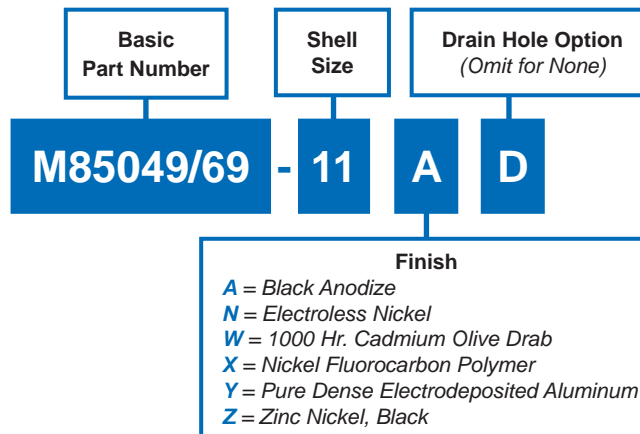 Basic
Part Number
Shell
Size
Drain Hole Option
(Omit for None)
M85049/69 - 11 A D
Finish
A = Black Anodize
N = Electroless Nickel
W = 1000 Hr. Cadmium Olive Drab
X = Nickel Fluorocarbon Polymer
Y = Pure Dense Electrodeposited Aluminum
Z = Zinc Nickel, Black